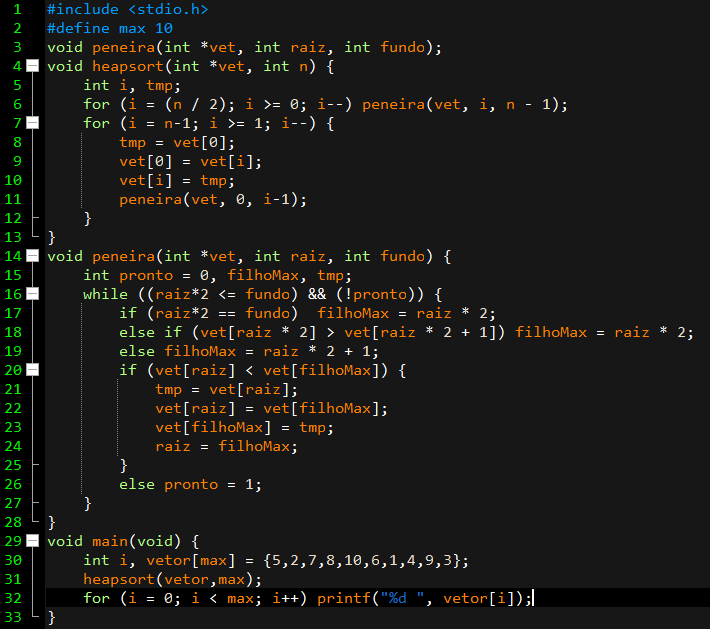 1 #include <stdio.h>
2 #define max 10
3 void peneira(int *vet, int raiz, int fundo);
4 void heapsort(int *vet, int n) {
5     int i, tmp;
6     for (i = (n / 2); i >= 0; i--) peneira(vet, i, n - 1);
7     for (i = n-1; i >= 1; i--) {
8         tmp = vet[0];
9         vet[0] = vet[i];
10         vet[i] = tmp;
11         peneira(vet, 0, i-1);
12     }
13 }
14 void peneira(int *vet, int raiz, int fundo) {
15     int pronto = 0, filhoMax, tmp;
16     while ((raiz*2 <= fundo) && (!pronto)) {
17         if (raiz*2 == fundo)  filhoMax = raiz * 2;
18         else if (vet[raiz * 2] > vet[raiz * 2 + 1]) filhoMax = raiz * 2;
19         else filhoMax = raiz * 2 + 1;
20         if (vet[raiz] < vet[filhoMax]) {
21             tmp = vet[raiz];
22             vet[raiz] = vet[filhoMax];
23             vet[filhoMax] = tmp;
24             raiz = filhoMax;
25         }
26         else pronto = 1;
27     }
28 }
29 void main(void) {
30     int i, vetor[max] = {5,2,7,8,10,6,1,4,9,3};
31     heapsort(vetor,max);
32     for (i = 0; i < max; i++) printf("%d ", vetor[i]);
33 }